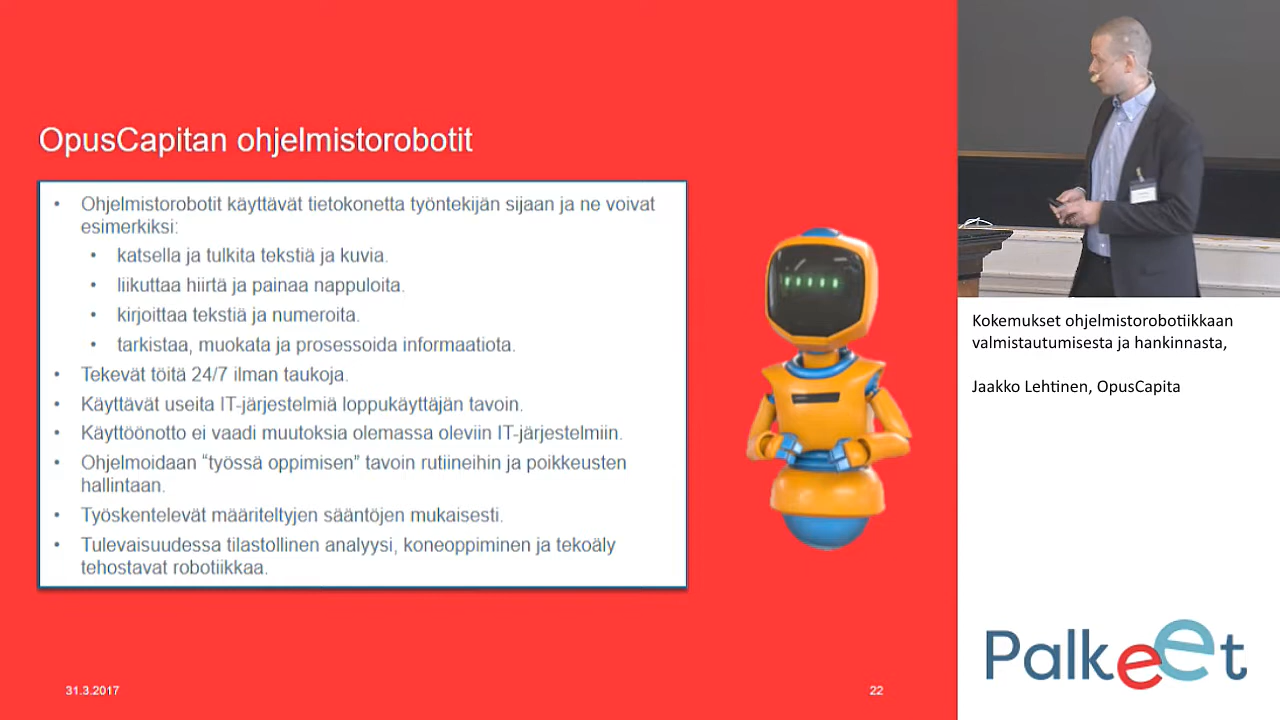 OpusCapitan ohjelmistorobotit
• Ohjelmistorobotit käyttävät tietokonetta työntekijän sijaan ja ne voivat
esimerkiksi:
• katsella ja tulkita tekstiä ja kuvia.
• liikuttaa hiirtä ja painaa nappuloita.
• kirjoittaa tekstiä ja numeroita.
• tarkistaa, muokata ja prosessoida informaatiota.
• Tekevät töitä 24/7 ilman taukoja.
• Käyttävät useita IT-järjestelmiä loppukäyttäjän tavoin.
• Käyttöönotto ei vaadi muutoksia olemassa oleviin IT-järjestelmiin.
• Ohjelmoidaan “työssä oppimisen” tavoin rutiineihin ja poikkeusten
hallintaan.
• Työskentelevät määriteltyjen sääntöjen mukaisesti.
• Tulevaisuudessa tilastollinen analyysi, koneoppiminen ja tekoäly
tehostavat robotiikkaa.
31.3.2017
22
Kokemukset ohjelmistorobotiikkaan
valmistautumisesta ja hankinnasta,
Jaakko Lehtinen, OpusCapita
Palkeet